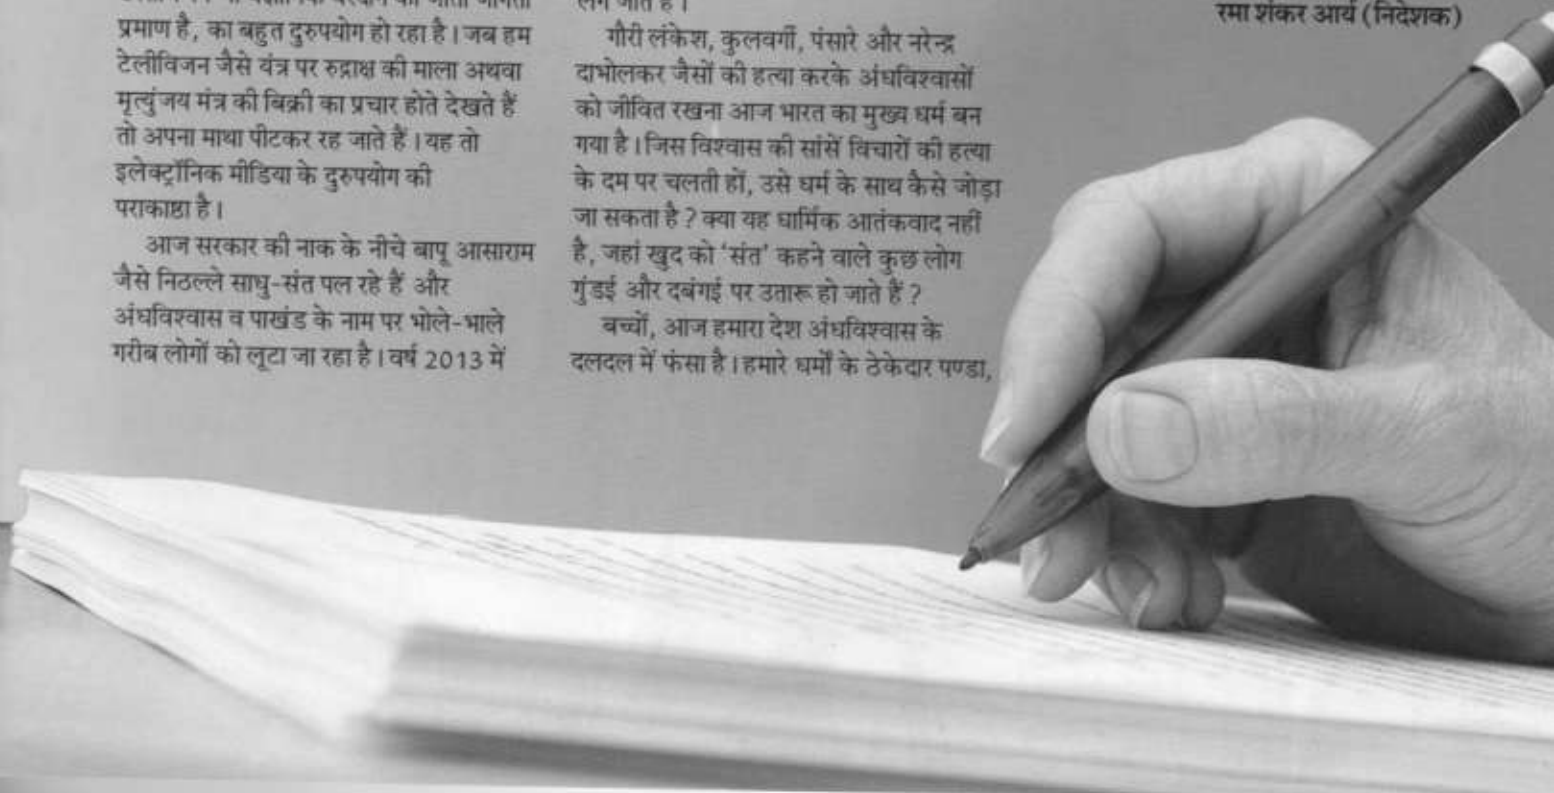 प्रमाण है, का बहुत दुरुपयोग हो रहा है। जब हम
टेलीविजन जैसे यंत्र पर रुद्राक्ष की माला अथवा
मृत्युंजय मंत्र की बिक्री का प्रचार होते देखते हैं
तो अपना माथा पीटकर रह जाते हैं। यह तो
इलेक्ट्रॉनिक मीडिया के दुरुपयोग की
पराकाष्ठा है।
आज सरकार की नाक के नीचे बापू आसाराम
जैसे निठल्ले साधु-संत पल रहे हैं और
अंधविश्वास व पाखंड के नाम पर भोले-भाले
गरीब लोगों को लूटा जा रहा है। वर्ष 2013 में
लग जाते हैं।
गौरी लंकेश, कुलवर्गी, पंसारे और नरेन्द्र
दाभोलकर जैसों की हत्या करके अंधविश्वासों
को जीवित रखना आज भारत का मुख्य धर्म बन
गया है। जिस विश्वास की सांसें विचारों की हत्या
के दम पर चलती हों, उसे धर्म के साथ कैसे जोड़ा
जा सकता है? क्या यह धार्मिक आतंकवाद नहीं
है, जहां खुद को 'संत' कहने वाले कुछ लोग
गुंडई और दबंगई पर उतारू हो जाते हैं?
बच्चों, आज हमारा देश अंधविश्वास के
दलदल में फंसा है। हमारे धर्मों के ठेकेदार पण्डा,
रमा शंकर आर्य (निदेशक)